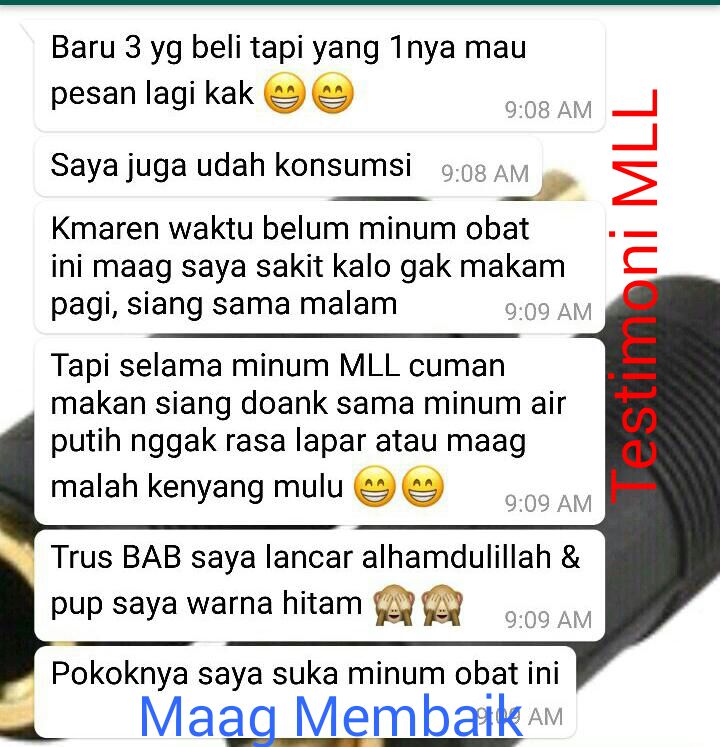 Baru 3 yg beli tapi yang 1nya mau
pesan lagi kak 😁😁
9:08 AM
Saya juga udah konsumsi
9:08 AM
Kmaren waktu belum minum obat
ini maag saya sakit kalo gak makam
pagi, siang sama malam
9:09 AM
Tapi selama minum MLL cuman
makan siang doank sama minum air
putih nggak rasa lapar atau maag
malah kenyang mulu 😁😁
9:09 AM
Trus BAB saya lancar alhamdulillah &
pup saya warna hitam 🙈🙈
9:09 AM
Pokoknya saya suka minum obat ini
9:09 AM
Maag Membaik
Testimoni MLL